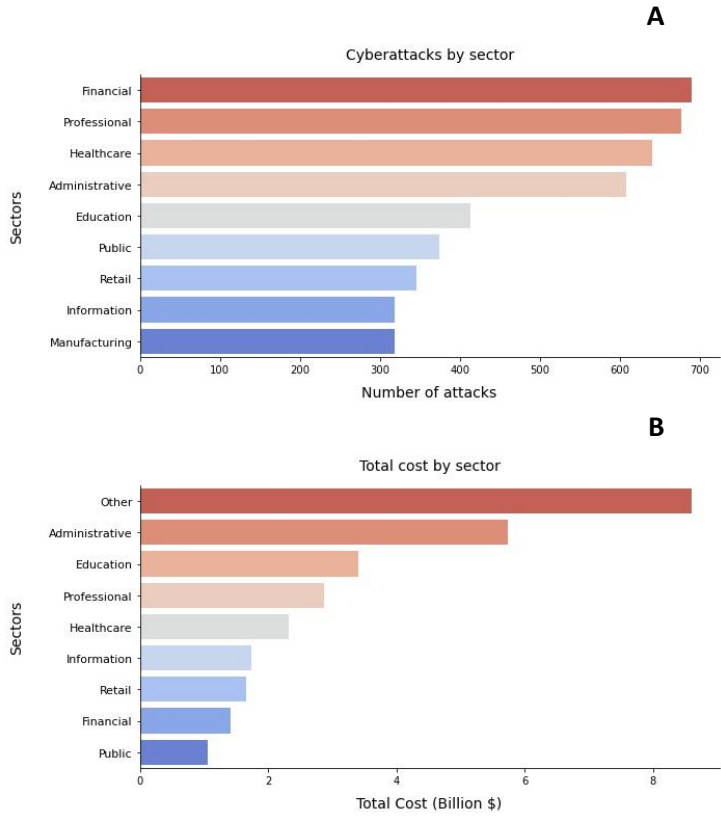 A
Cyberattacks by sector
Sectors
Financial
Professional
Healthcare
Administrative
Education
Public
Retail
Information
Manufacturing
0 100 200 300 400 500 600 700
Number of attacks
B
Total cost by sector
Sectors
Other
Administrative
Education
Professional
Healthcare
Information
Retail
Financial
Public
0 2 4 6 8
Total Cost (Billion $)